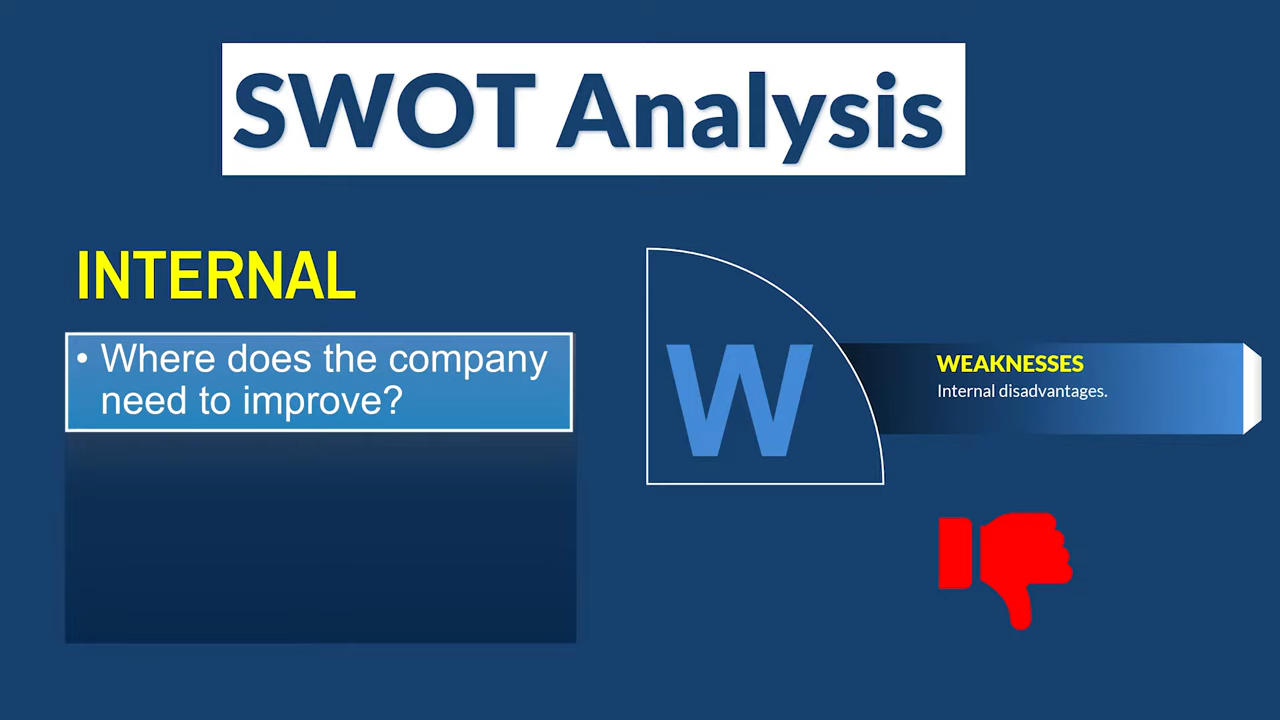 SWOT Analysis
INTERNAL
• Where does the company
need to improve?
W
WEAKNESSES
Internal disadvantages.